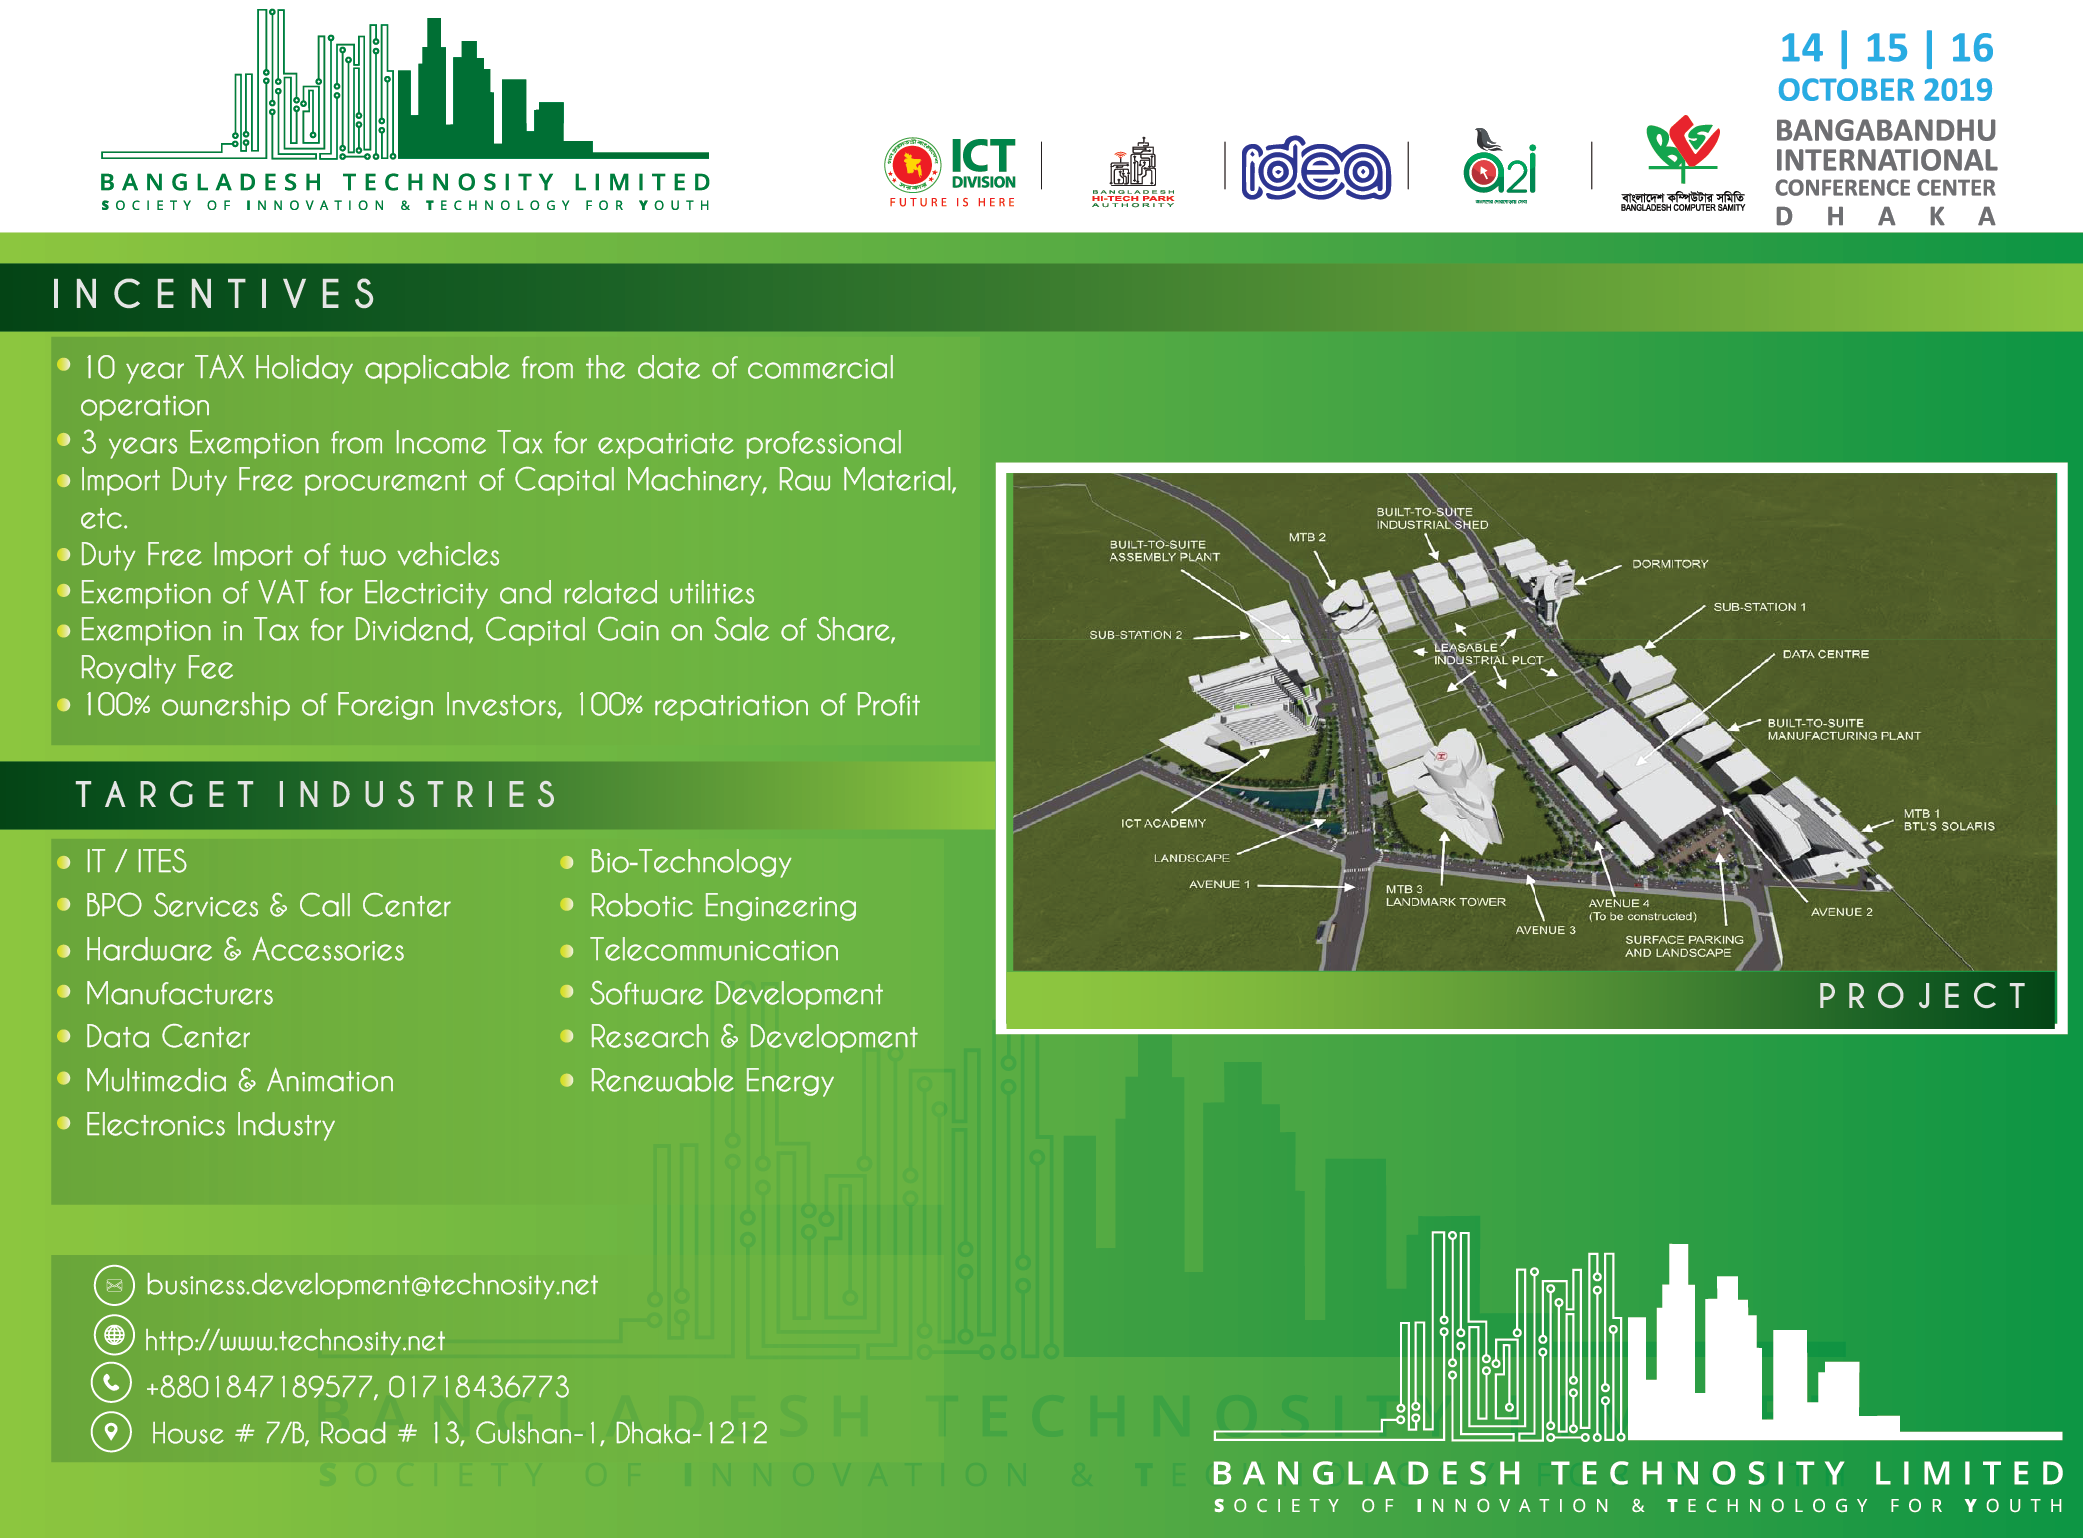 BANGLADESH TECHNOSITY LIMITED
SOCIETY OF INNOVATION & TECHNOLOGY FOR YOUTH
ICT
DIVISION
FUTURE IS HERE
BANGLADESH
HI-TECH PARK
AUTHORITY
idea
a2i
বাংলাদেশ কম্পিউটার সমিতি
BANGLADESH COMPUTER SAMITY
14 | 15 | 16
OCTOBER 2019
BANGABANDHU
INTERNATIONAL
CONFERENCE CENTER
DHAKA
INCENTIVES
10 year TAX Holiday applicable from the date of commercial
operation
3 years Exemption from Income Tax for expatriate professional
Import Duty Free procurement of Capital Machinery, Raw Material,
etc.
Duty Free Import of two vehicles
Exemption of VAT for Electricity and related utilities
Exemption in Tax for Dividend, Capital Gain on Sale of Share,
Royalty Fee
100% ownership of Foreign Investors, 100% repatriation of Profit
TARGET INDUSTRIES
IT / ITES
BPO Services & Call Center
Hardware & Accessories
Manufacturers
Data Center
Multimedia & Animation
Electronics Industry
Bio-Technology
Robotic Engineering
Telecommunication
Software Development
Research & Development
Renewable Energy
BUILT-TO-SUITE
INDUSTRIAL SHED
MTB 2
BUILT-TO-SUITE
ASSEMBLY PLANT
DORMITORY
SUB-STATION 1
SUB-STATION 2
LEASABLE
INDUSTRIAL PLOT
DATA CENTRE
BUILT-TO-SUITE
MANUFACTURING PLANT
MTB 1
BTL'S SOLARIS
ICT ACADEMY
LANDSCAPE
AVENUE 1
MTB 3
LANDMARK TOWER
AVENUE 3
AVENUE 4
(To be constructed)
SURFACE PARKING
AND LANDSCAPE
AVENUE 2
PROJECT
business.development@technosity.net
http://www.technosity.net
+8801847189577, 01718436773
House # 7/B, Road # 13, Gulshan-1, Dhaka-1212
BANGLADESH TECHNOSITY LIMITED
SOCIETY OF INNOVATION & TECHNOLOGY FOR YOUTH